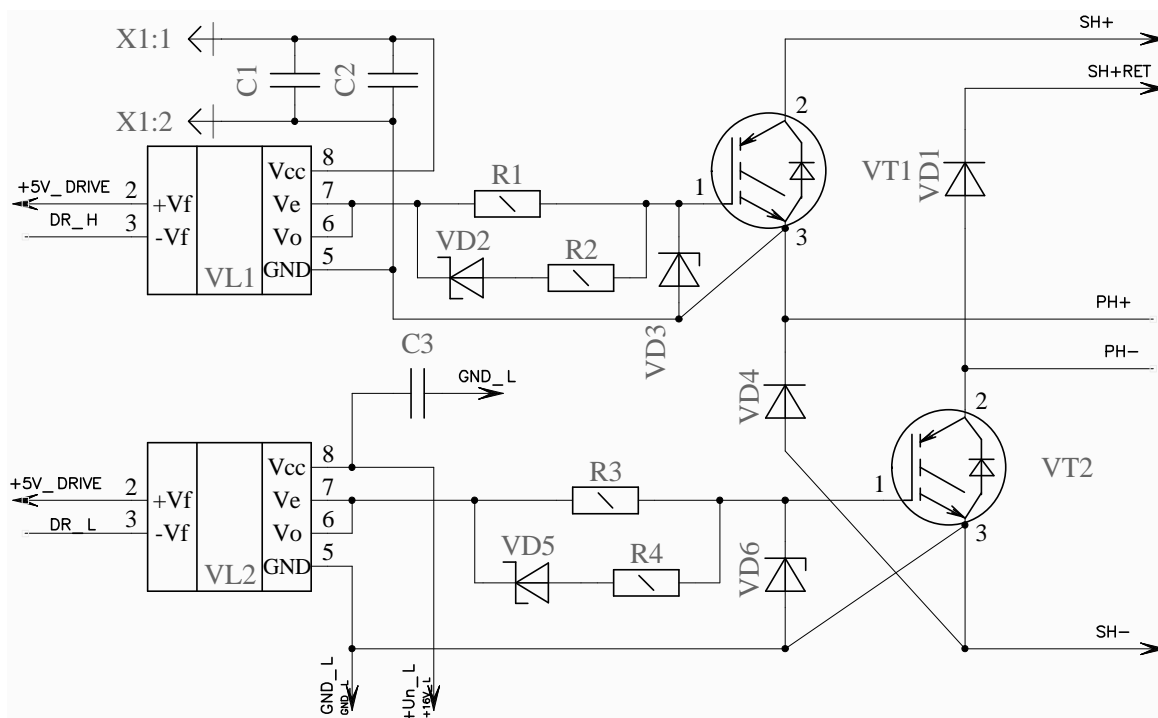 SH+
X1:1
SH+RET
C1
C2
2
X1:2
8
Vcc
R1
VT1
VD1
+5V_DRIVE
2
+Vf
7
Ve
1
DR_H
3
-Vf
6
Vo
VD2
R2
3
5
GND
VL1
PH+
C3
VD3
PH-
GND_L
VD4
2
8
Vcc
R3
VT2
+5V_DRIVE
2
+Vf
7
Ve
1
DR_L
3
-Vf
6
Vo
VD5
R4
VD6
3
5
GND
VL2
SH-
GND_L
GND_L
+Un_L
+16V_L